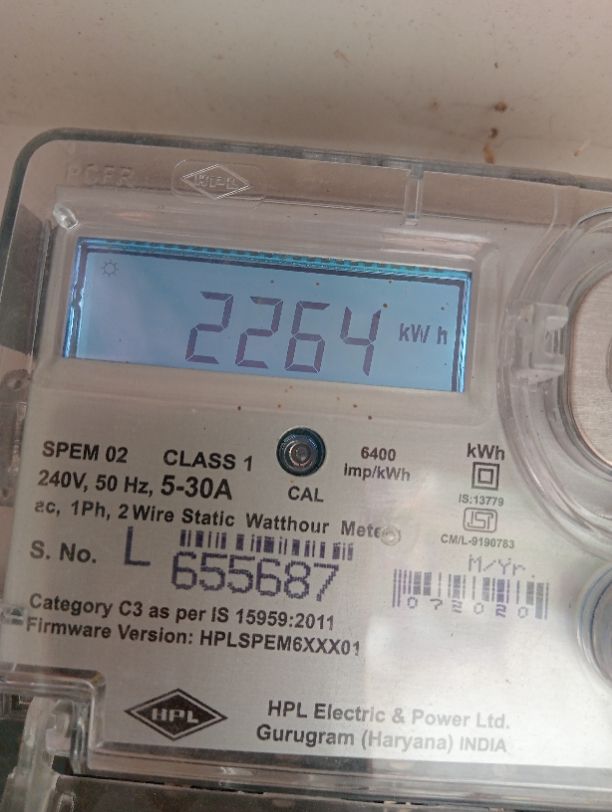 HPL
2264 kW h
SPEM 02 CLASS 1
6400
imp/kWh
kWh
240V, 50 Hz, 5-30A
CAL
IS:13779
ac, 1Ph, 2 Wire Static Watthour Meter
CM/L-9190783
S. No. L 655687
M/Yr.
072020
Category C3 as per IS 15959:2011
Firmware Version: HPLSPEM6XXX01
HPL
HPL Electric & Power Ltd.
Gurugram (Haryana) INDIA